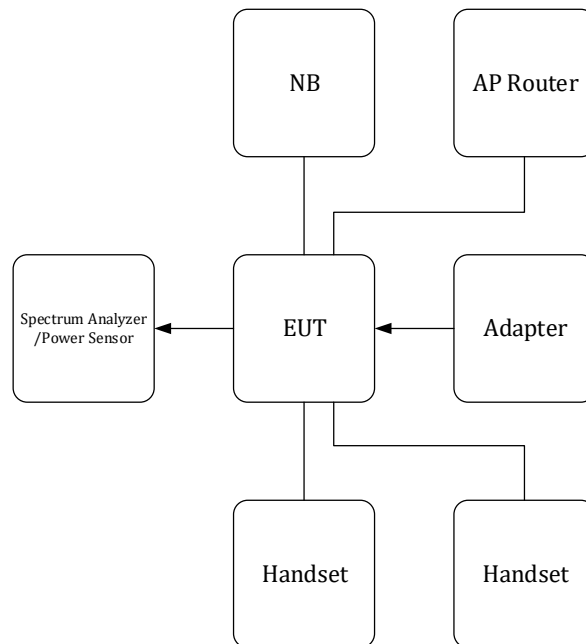 NB
AP Router
Spectrum Analyzer
/Power Sensor
EUT
Adapter
Handset
Handset